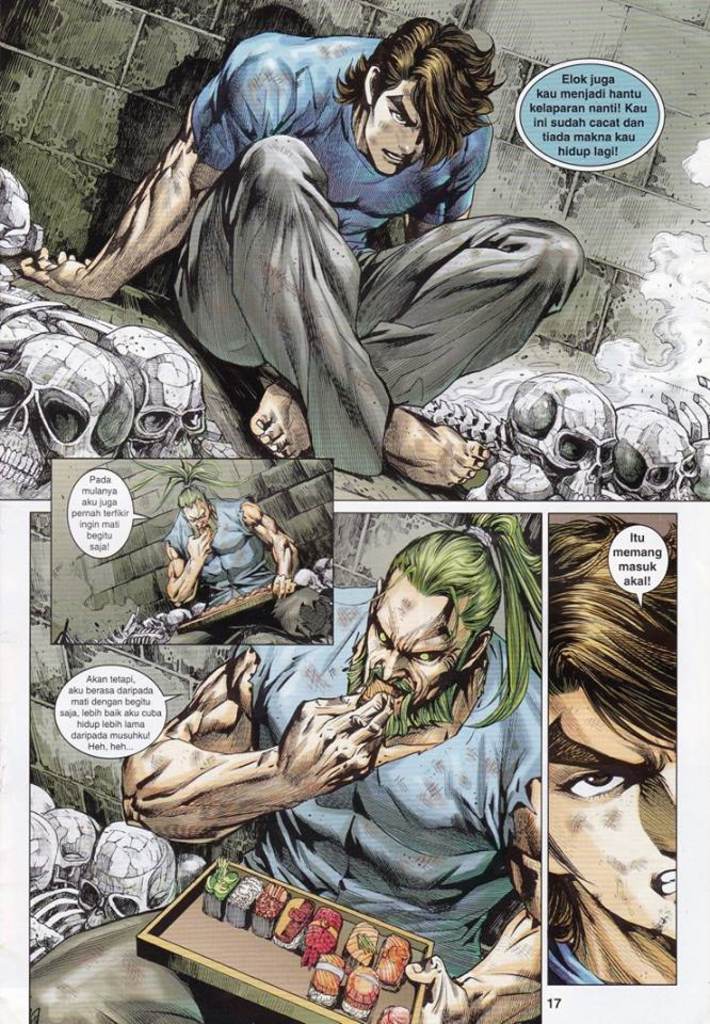 Elok juga
kau menjadi hantu
kelaparan nanti! Kau
ini sudah cacat dan
tiada makna kau
hidup lagi!
Pada
mulanya
aku juga
pernah terfikir
ingin mati
begitu
saja!
Akan tetapi,
aku berasa daripada
mati dengan begitu
saja, lebih baik aku cuba
hidup lebih lama
daripada musuhku!
Heh, heh...
Itu
memang
masuk
akal!
17